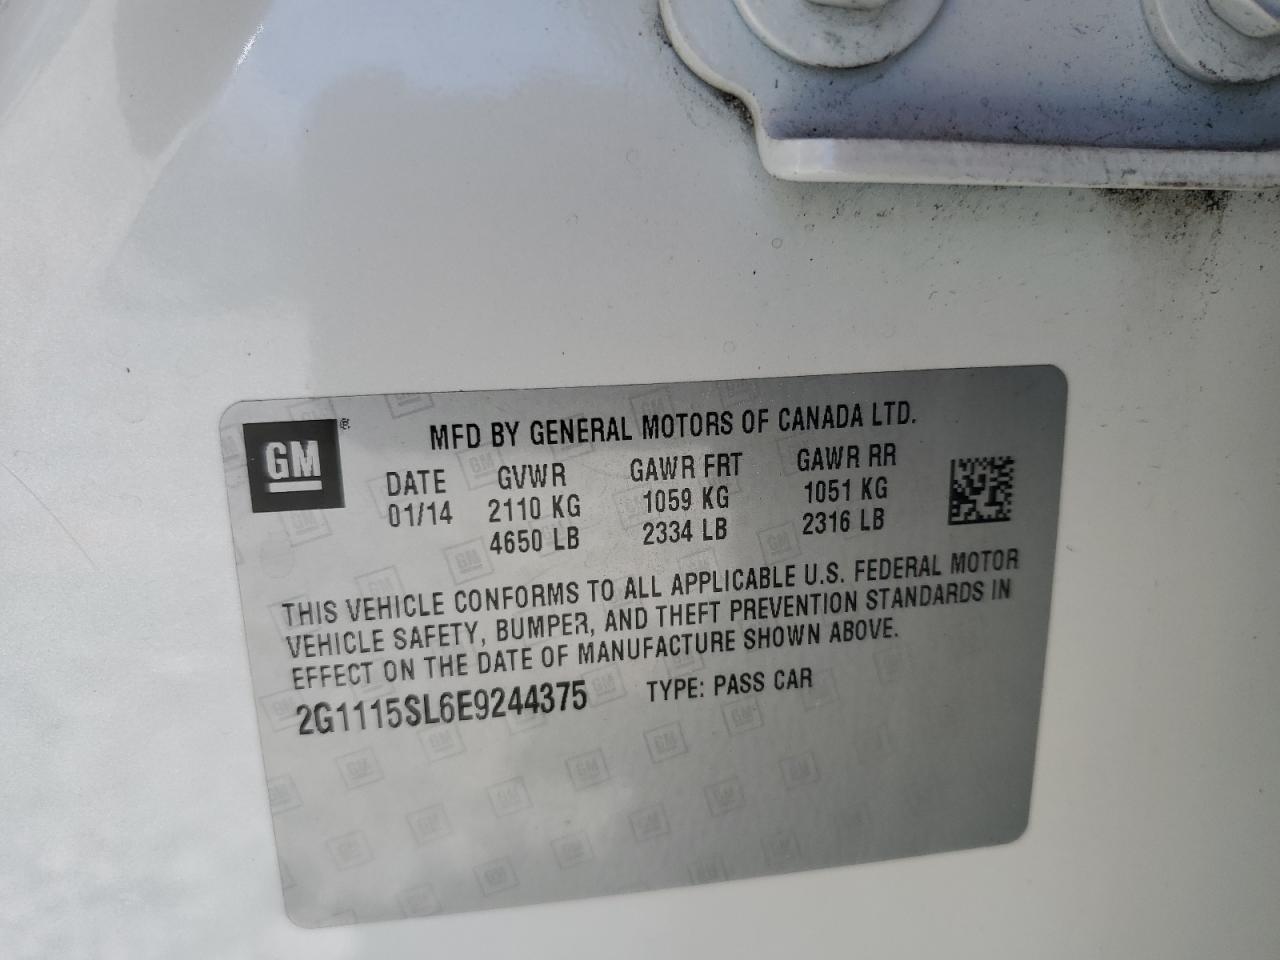 GM ®
MFD BY GENERAL MOTORS OF CANADA LTD.
DATE GVWR GAWR FRT GAWR RR
01/14 2110 KG 1059 KG 1051 KG
4650 LB 2334 LB 2316 LB
THIS VEHICLE CONFORMS TO ALL APPLICABLE U.S. FEDERAL MOTOR
VEHICLE SAFETY, BUMPER, AND THEFT PREVENTION STANDARDS IN
EFFECT ON THE DATE OF MANUFACTURE SHOWN ABOVE.
2G1115SL6E9244375 TYPE: PASS CAR